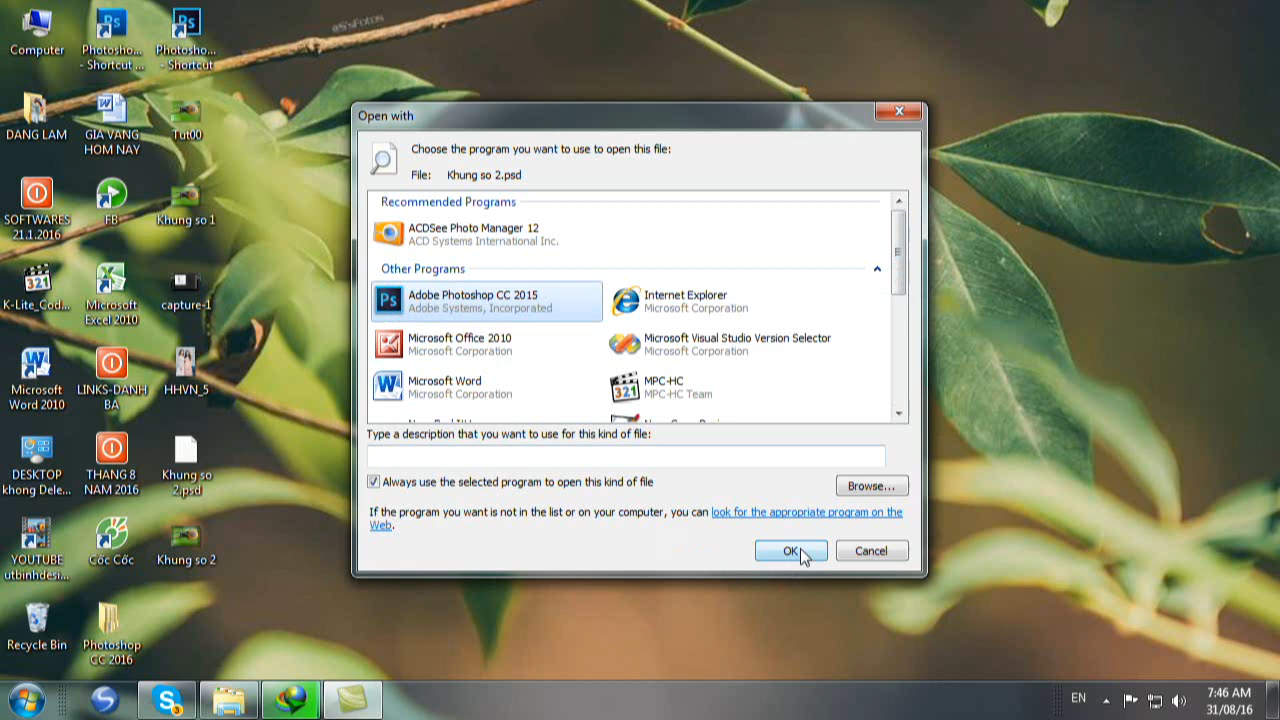 Computer
Photosho... - Shortcut ...
Photosho... - Shortcut
éS'sFotos
DANG LAM
GIA VANG HOM NAY
Tut00
SOFTWARES 21.1.2016
FB
Khung so 1
K-Lite_Cod...
Microsoft Excel 2010
capture-1
Microsoft Word 2010
LINKS-DANH BA
HHVN_5
DESKTOP khong Dele...
THANG 8 NAM 2016
Khung so 2.psd
YOUTUBE utbinhdesi...
Cốc Cốc
Khung so 2
Recycle Bin
Photoshop CC 2016
Open with
Choose the program you want to use to open this file:
File: Khung so 2.psd
Recommended Programs
ACDSee Photo Manager 12
ACD Systems International Inc.
Other Programs
Adobe Photoshop CC 2015
Adobe Systems, Incorporated
Internet Explorer
Microsoft Corporation
Microsoft Office 2010
Microsoft Corporation
Microsoft Visual Studio Version Selector
Microsoft Corporation
Microsoft Word
Microsoft Corporation
MPC-HC
MPC-HC Team
Type a description that you want to use for this kind of file:
Always use the selected program to open this kind of file
Browse...
If the program you want is not in the list or on your computer, you can look for the appropriate program on the
Web.
OK
Cancel
EN
7:46 AM
31/08/16